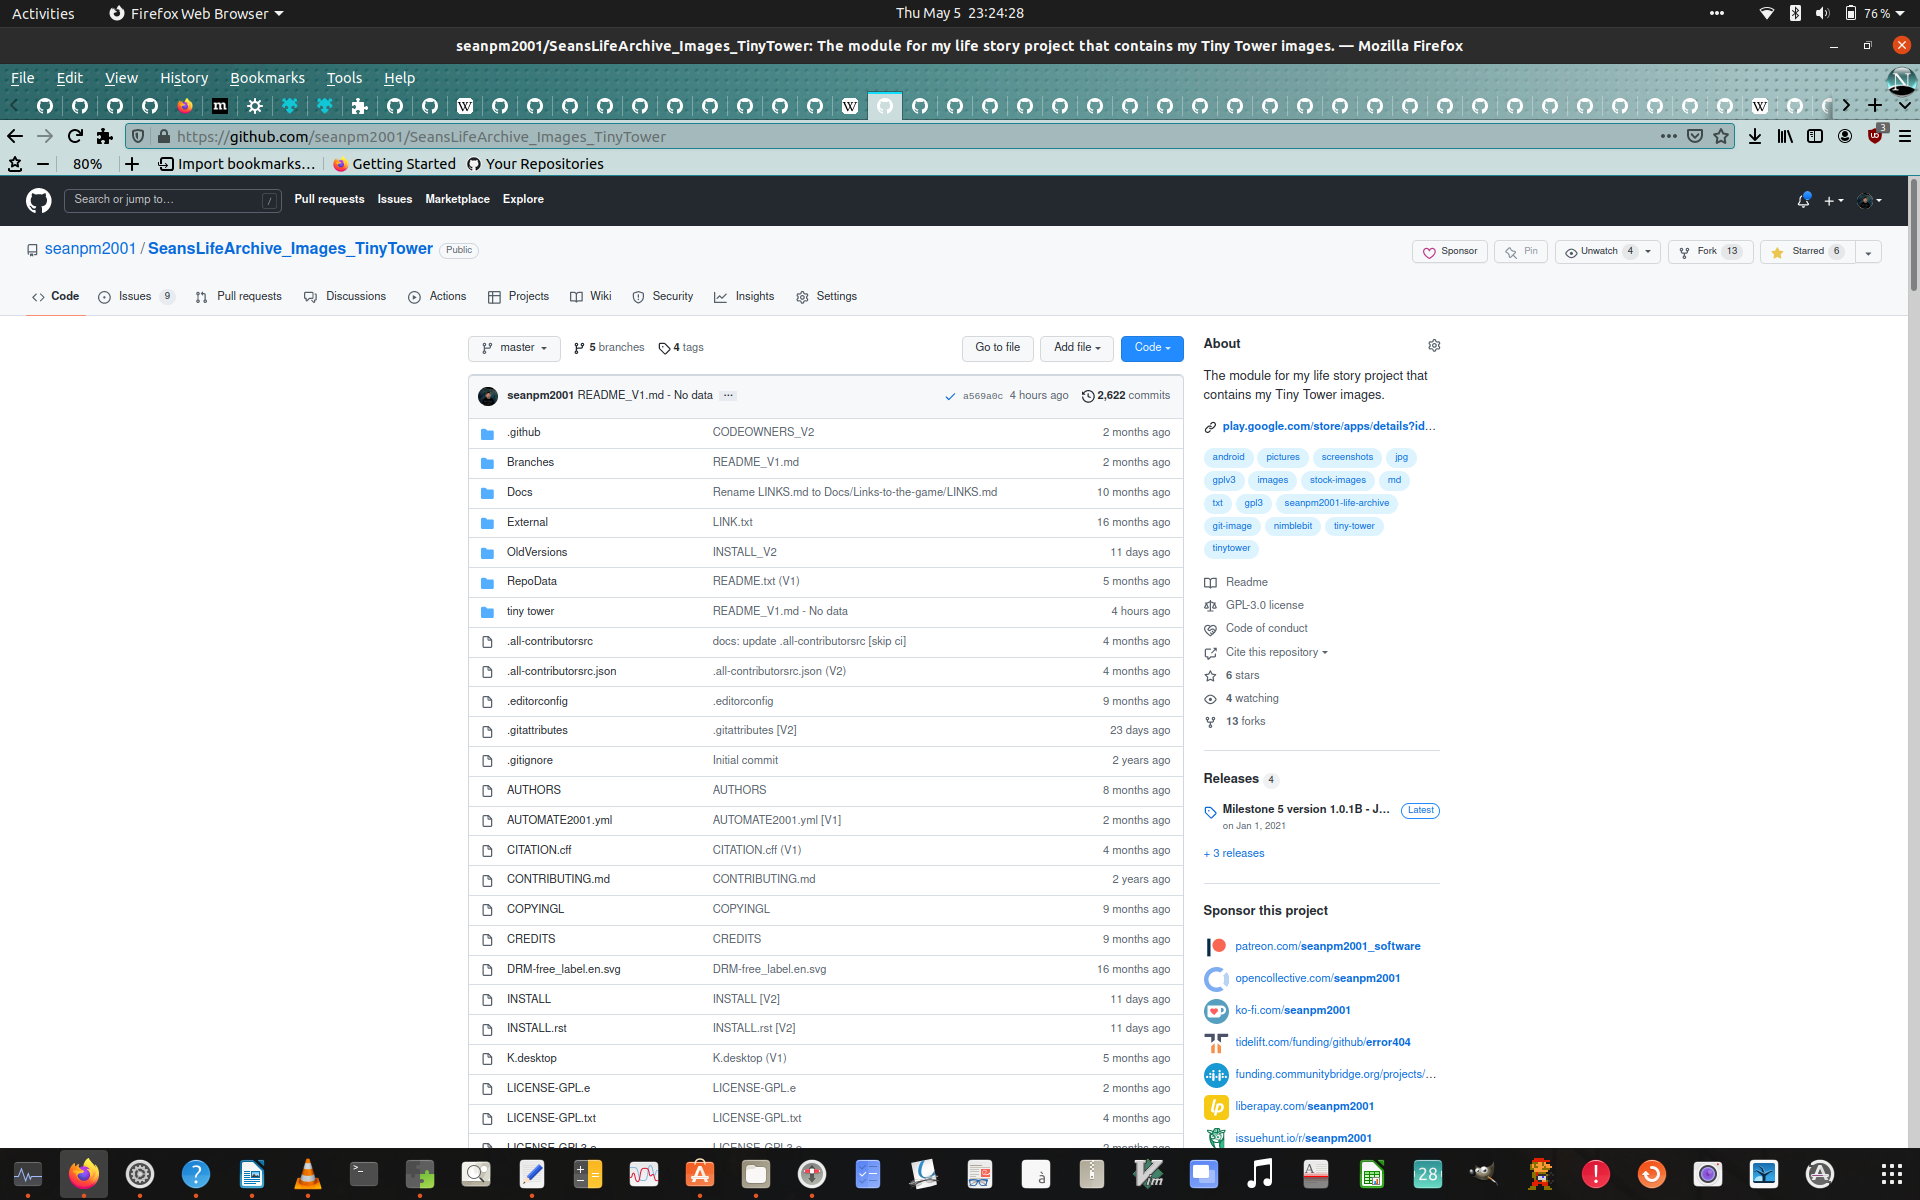 Activities Firefox Web Browser Thu May 5 23:24:28 76 %
seanpm2001/SeansLifeArchive_Images_TinyTower: The module for my life story project that contains my Tiny Tower images. — Mozilla Firefox
File Edit View History Bookmarks Tools Help
https://github.com/seanpm2001/SeansLifeArchive_Images_TinyTower 3
80% Import bookmarks… Getting Started Your Repositories
Search or jump to… / Pull requests Issues Marketplace Explore
seanpm2001 / SeansLifeArchive_Images_TinyTower Public Sponsor Pin Unwatch 4 Fork 13 Starred 6
Code Issues 9 Pull requests Discussions Actions Projects Wiki Security Insights Settings
master 5 branches 4 tags Go to file Add file Code
seanpm2001 README_V1.md - No data a569a0c 4 hours ago 2,622 commits
.github CODEOWNERS_V2 2 months ago
Branches README_V1.md 2 months ago
Docs Rename LINKS.md to Docs/Links-to-the-game/LINKS.md 10 months ago
External LINK.txt 16 months ago
OldVersions INSTALL_V2 11 days ago
RepoData README.txt (V1) 5 months ago
tiny tower README_V1.md - No data 4 hours ago
.all-contributorsrc docs: update .all-contributorsrc [skip ci] 4 months ago
.all-contributorsrc.json .all-contributorsrc.json (V2) 4 months ago
.editorconfig .editorconfig 9 months ago
.gitattributes .gitattributes [V2] 23 days ago
.gitignore Initial commit 2 years ago
AUTHORS AUTHORS 8 months ago
AUTOMATE2001.yml AUTOMATE2001.yml [V1] 2 months ago
CITATION.cff CITATION.cff (V1) 4 months ago
CONTRIBUTING.md CONTRIBUTING.md 2 years ago
COPYINGL COPYINGL 9 months ago
CREDITS CREDITS 9 months ago
DRM-free_label.en.svg DRM-free_label.en.svg 16 months ago
INSTALL INSTALL [V2] 11 days ago
INSTALL.rst INSTALL.rst [V2] 11 days ago
K.desktop K.desktop (V1) 5 months ago
LICENSE-GPL.e LICENSE-GPL.e 2 months ago
LICENSE-GPL.txt LICENSE-GPL.txt 4 months ago
About
The module for my life story project that
contains my Tiny Tower images.
play.google.com/store/apps/details?id…
android pictures screenshots jpg
gplv3 images stock-images md
txt gpl3 seanpm2001-life-archive
git-image nimblebit tiny-tower
tinytower
Readme
GPL-3.0 license
Code of conduct
Cite this repository
6 stars
4 watching
13 forks
Releases 4
Milestone 5 version 1.0.1B - J… Latest
on Jan 1, 2021
+ 3 releases
Sponsor this project
patreon.com/seanpm2001_software
opencollective.com/seanpm2001
ko-fi.com/seanpm2001
tidelift.com/funding/github/error404
funding.communitybridge.org/projects/…
liberapay.com/seanpm2001
issuehunt.io/r/seanpm2001
28